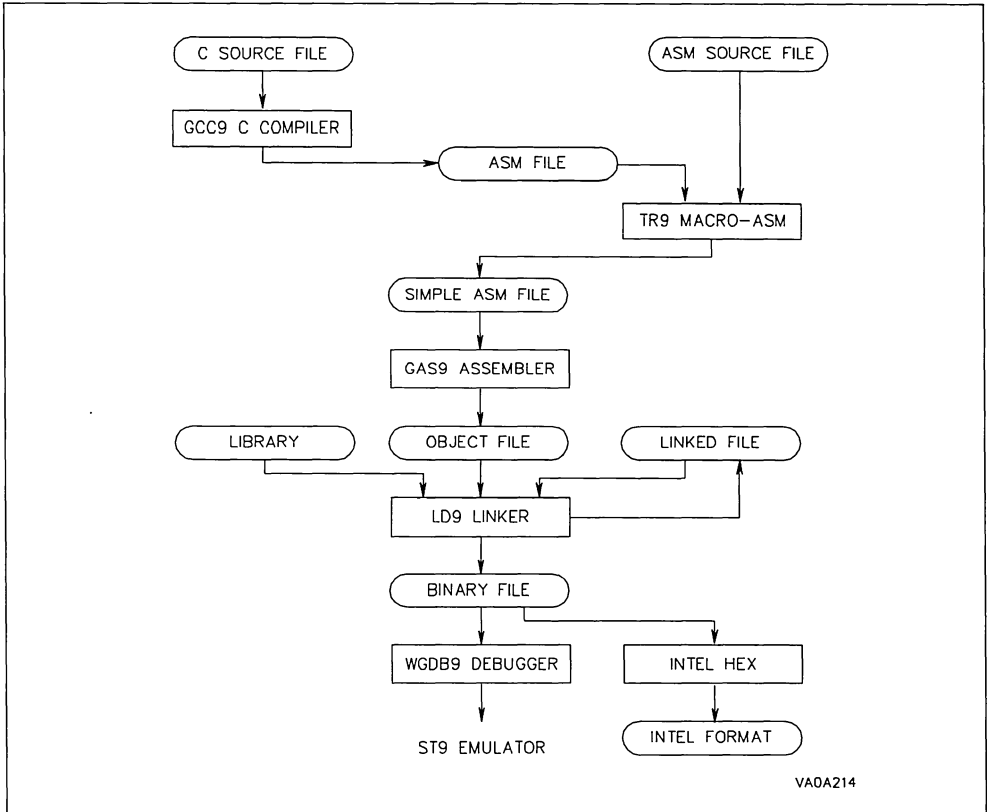 C SOURCE FILE
ASM SOURCE FILE
GCC9 C COMPILER
ASM FILE
TR9 MACRO-ASM
SIMPLE ASM FILE
GAS9 ASSEMBLER
LIBRARY
OBJECT FILE
LINKED FILE
LD9 LINKER
BINARY FILE
WGDB9 DEBUGGER
INTEL HEX
ST9 EMULATOR
INTEL FORMAT
VA0A214